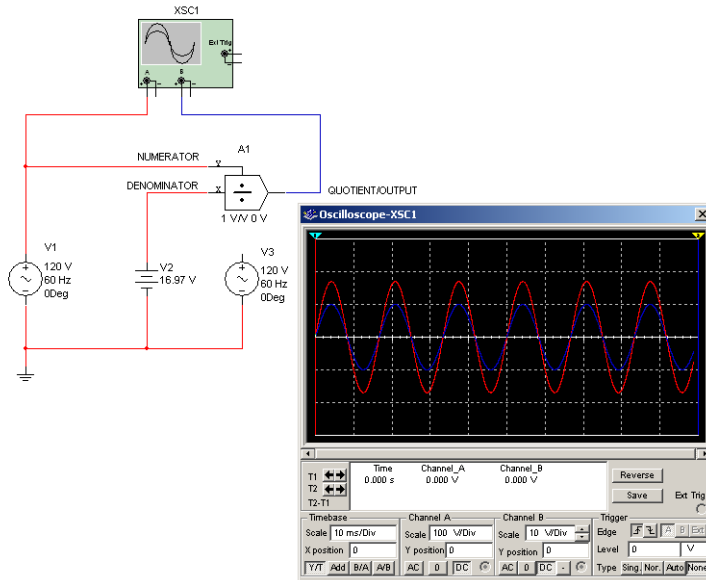 XSC1
Ext Trig
A B
A1
NUMERATOR
DENOMINATOR
QUOTIENT/OUTPUT
1 V/V 0 V
V1
120 V
60 Hz
0Deg
V2
16.97 V
V3
120 V
60 Hz
0Deg
Oscilloscope-XSC1
1 2
T1
T2
T2-T1
Time Channel_A Channel_B
0.000 s 0.000 V 0.000 V
Reverse
Save
Ext Trig
Timebase
Scale 10 ms/Div
X position 0
Y/T Add B/A A/B
Channel A
Scale 100 V/Div
Y position 0
AC 0 DC
Channel B
Scale 10 V/Div
Y position 0
AC 0 DC -
Trigger
Edge A B Ext
Level 0 V
Type Sing. Nor. Auto None